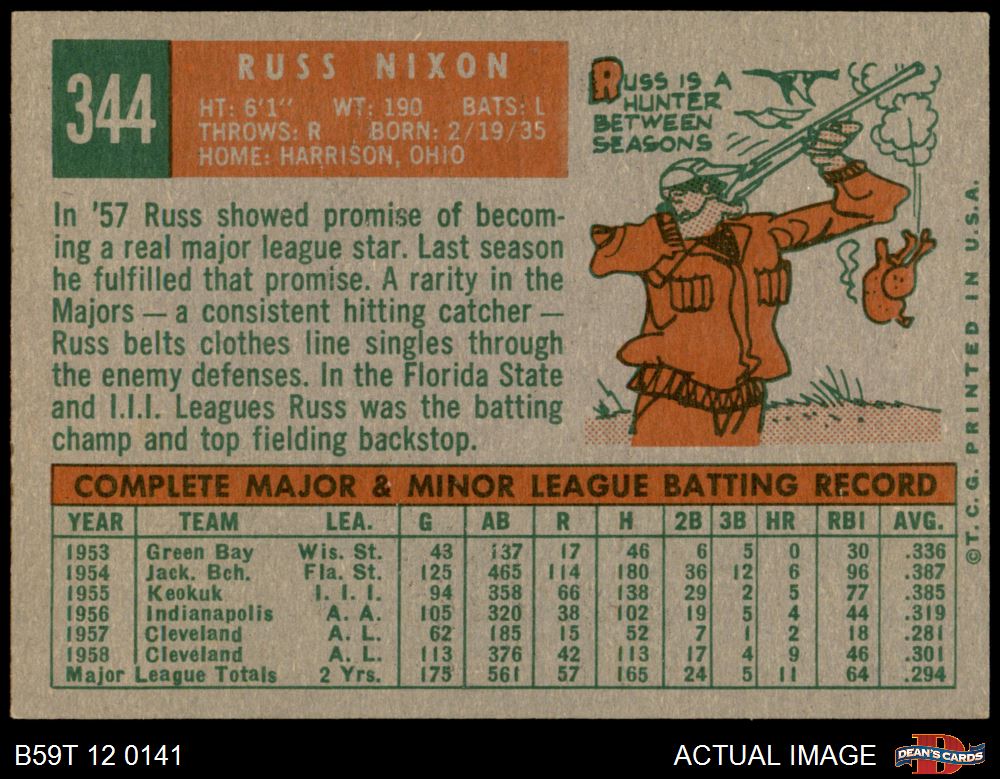 344
RUSS NIXON
HT: 6'1" WT: 190 BATS: L
THROWS: R BORN: 2/19/35
HOME: HARRISON, OHIO
RUSS IS A
HUNTER
BETWEEN
SEASONS
In '57 Russ showed promise of becom-
ing a real major league star. Last season
he fulfilled that promise. A rarity in the
Majors — a consistent hitting catcher —
Russ belts clothes line singles through
the enemy defenses. In the Florida State
and I.I.I. Leagues Russ was the batting
champ and top fielding backstop.
© T. C. G. PRINTED IN U.S.A.
COMPLETE MAJOR & MINOR LEAGUE BATTING RECORD
YEAR TEAM LEA. G AB R H 2B 3B HR RBI AVG.
1953 Green Bay Wis. St. 43 137 17 46 6 5 0 30 .336
1954 Jack. Bch. Fla. St. 125 465 114 180 36 12 6 96 .387
1955 Keokuk I. I. I. 94 358 66 138 29 2 5 77 .385
1956 Indianapolis A. A. 105 320 38 102 19 5 4 44 .319
1957 Cleveland A. L. 62 185 15 52 7 1 2 18 .281
1958 Cleveland A. L. 113 376 42 113 17 4 9 46 .301
Major League Totals 2 Yrs. 175 561 57 165 24 5 11 64 .294
B59T 12 0141
ACTUAL IMAGE
D
DEAN'S CARDS